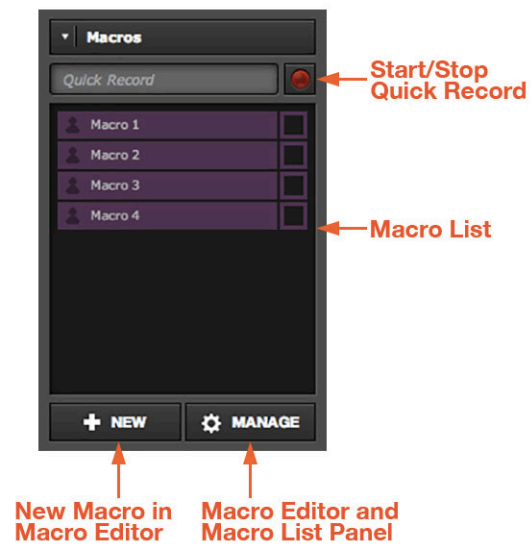 Macros
Quick Record
Start/Stop
Quick Record
Macro 1
Macro 2
Macro 3
Macro 4
Macro List
NEW
MANAGE
New Macro in
Macro Editor
Macro Editor and
Macro List Panel